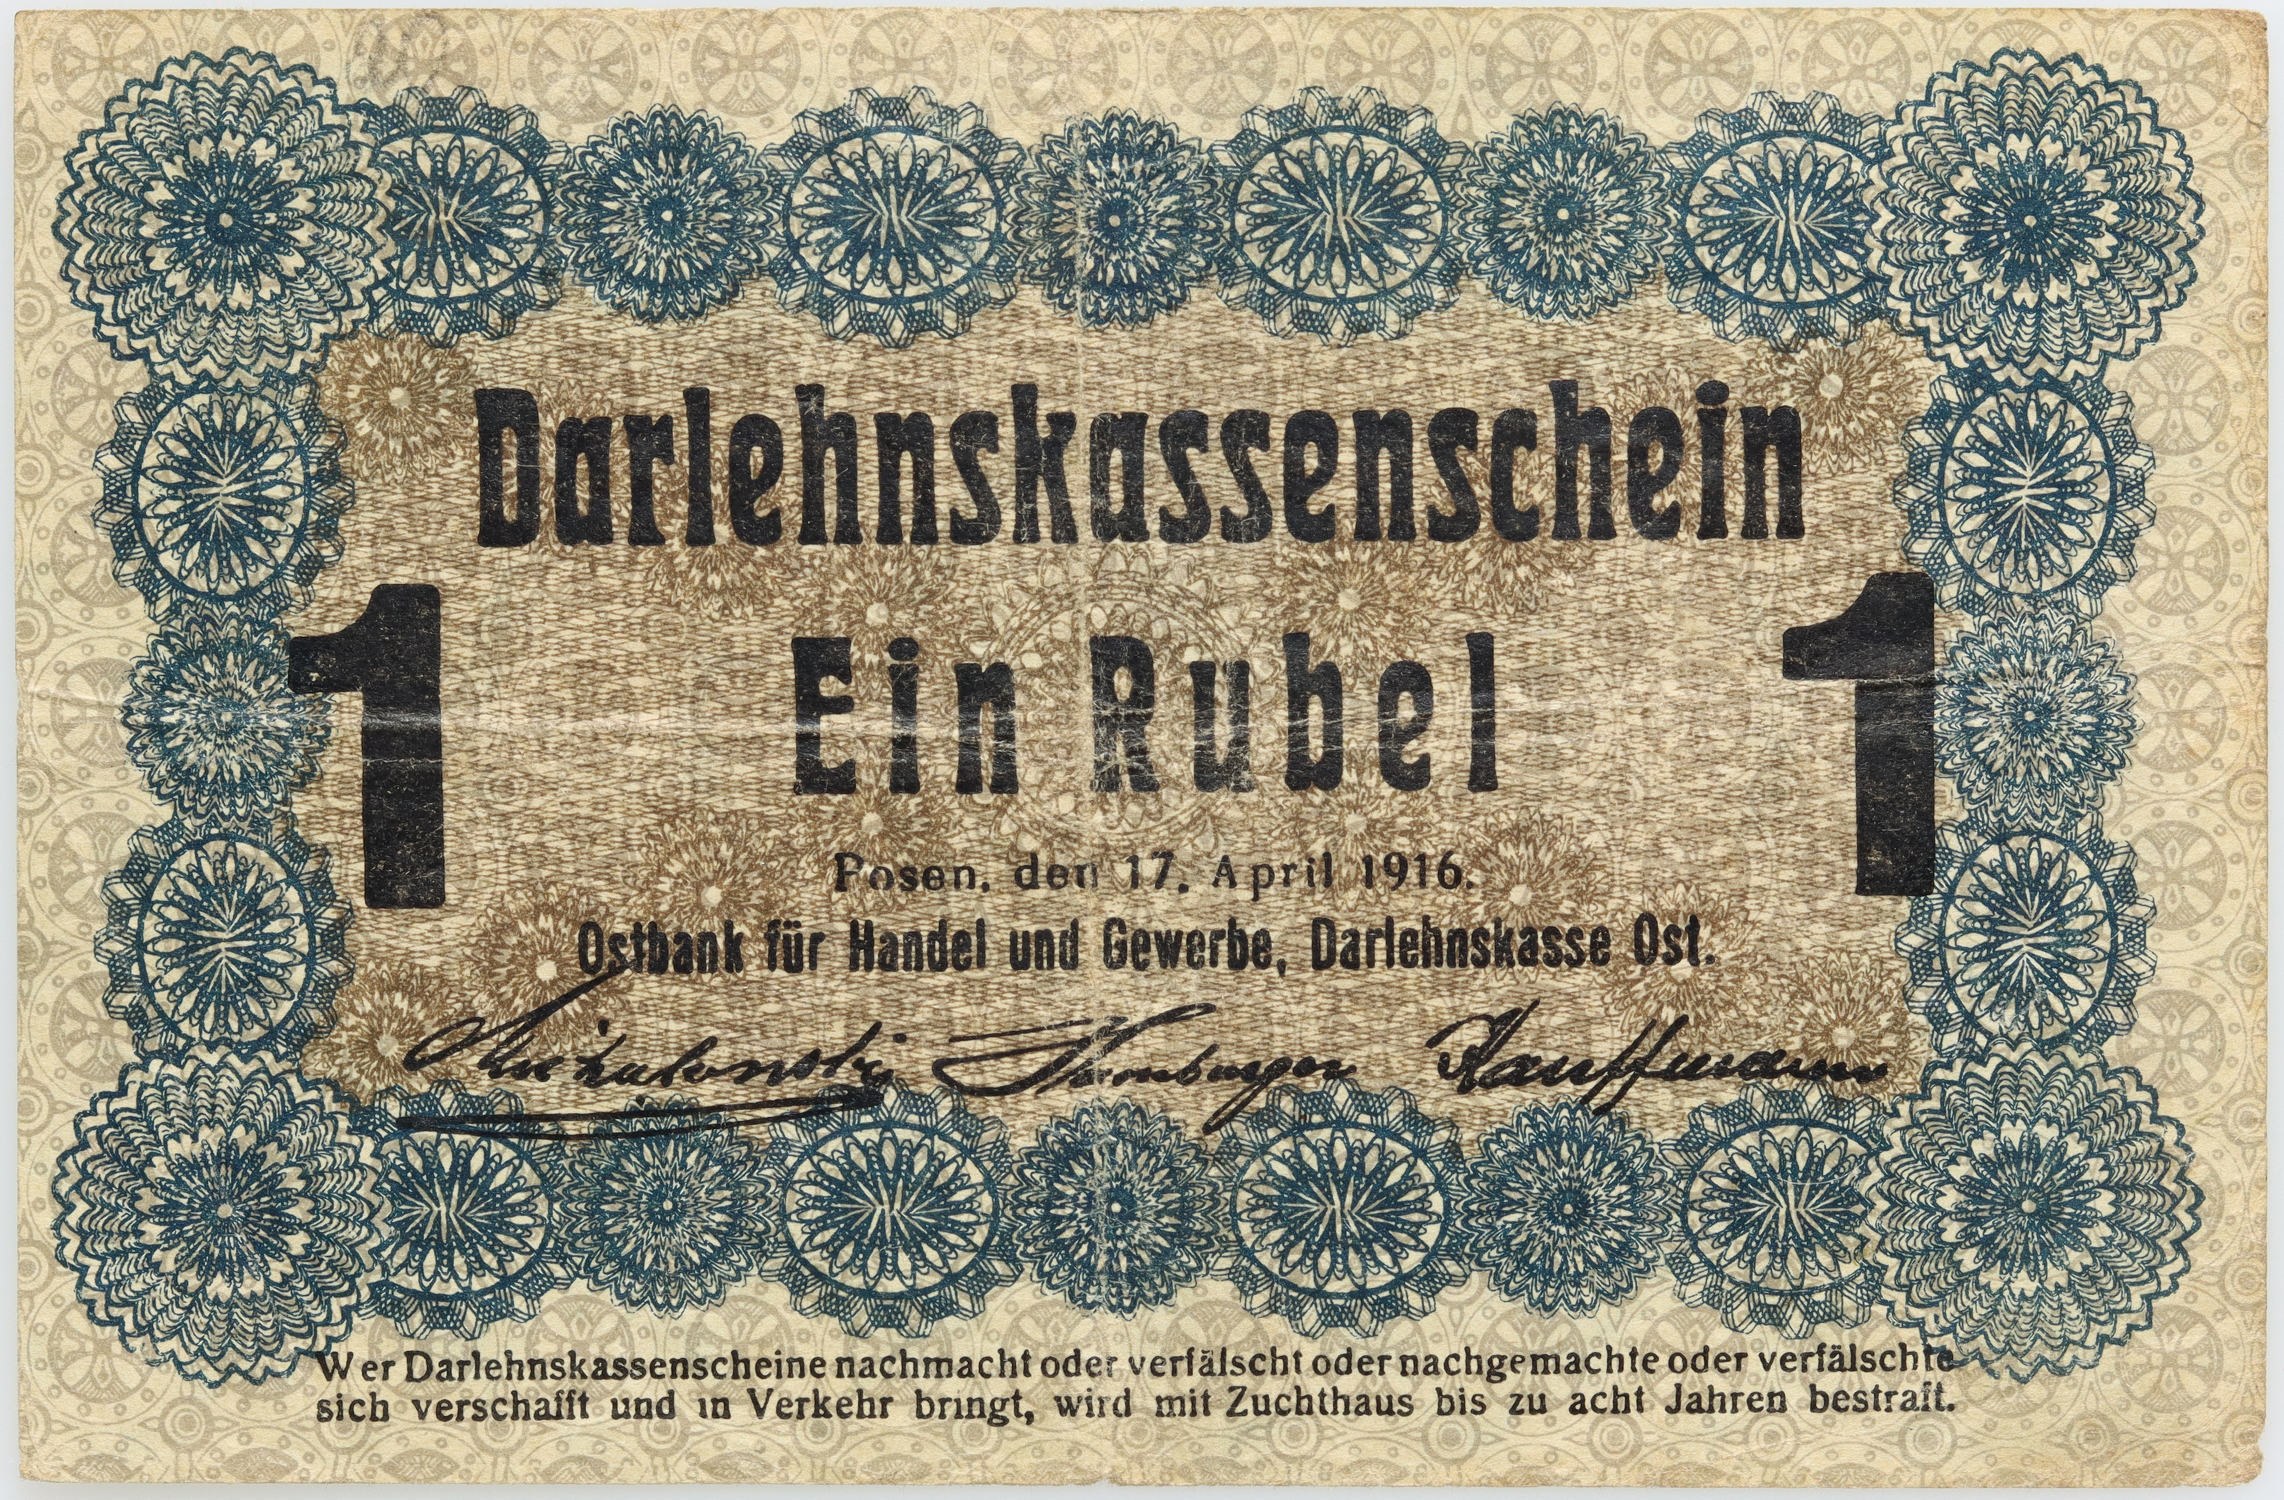 Darlehnskassenschein
1 Ein Rubel 1
Posen, den 17. April 1916.
Ostbank für Handel und Gewerbe, Darlehnskasse Ost.
Kauffmann
Wer Darlehnskassenscheine nachmacht oder verfälscht oder nachgemachte oder verfälschte
sich verschafft und in Verkehr bringt, wird mit Zuchthaus bis zu acht Jahren bestraft.